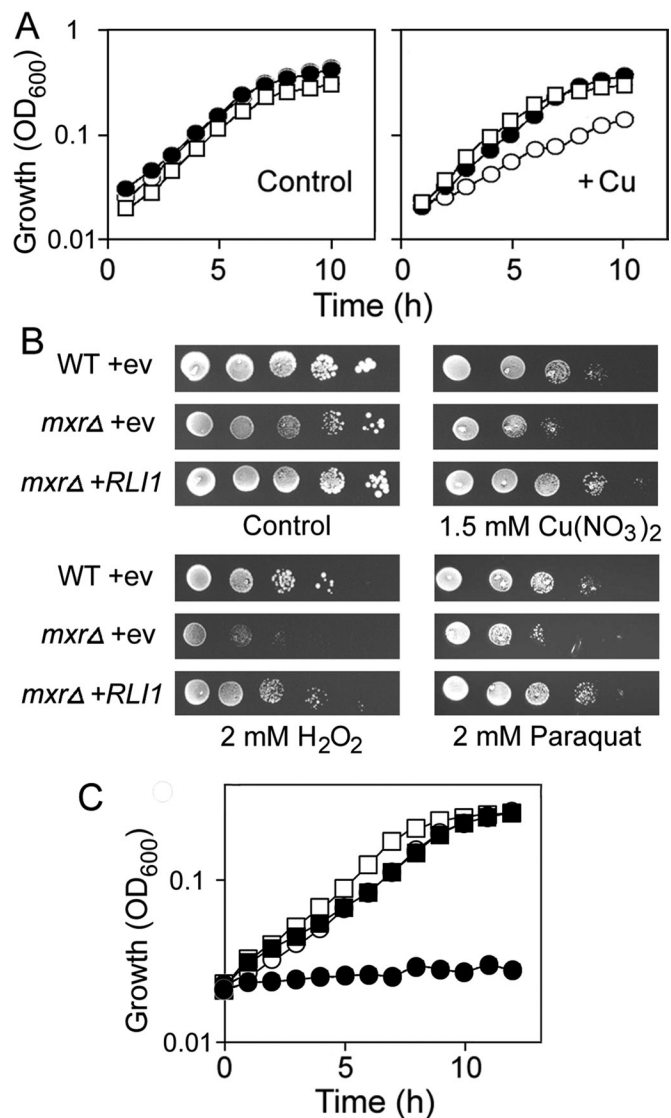 A
Growth (OD600)
1
0.1
0.01
Control
+ Cu
0 5 10 0 5 10
Time (h)
B
WT +ev
mxrΔ +ev
mxrΔ +RLI1
Control 1.5 mM Cu(NO3)2
WT +ev
mxrΔ +ev
mxrΔ +RLI1
2 mM H2O2 2 mM Paraquat
C
Growth (OD600)
0.1
0.01
0 5 10
Time (h)